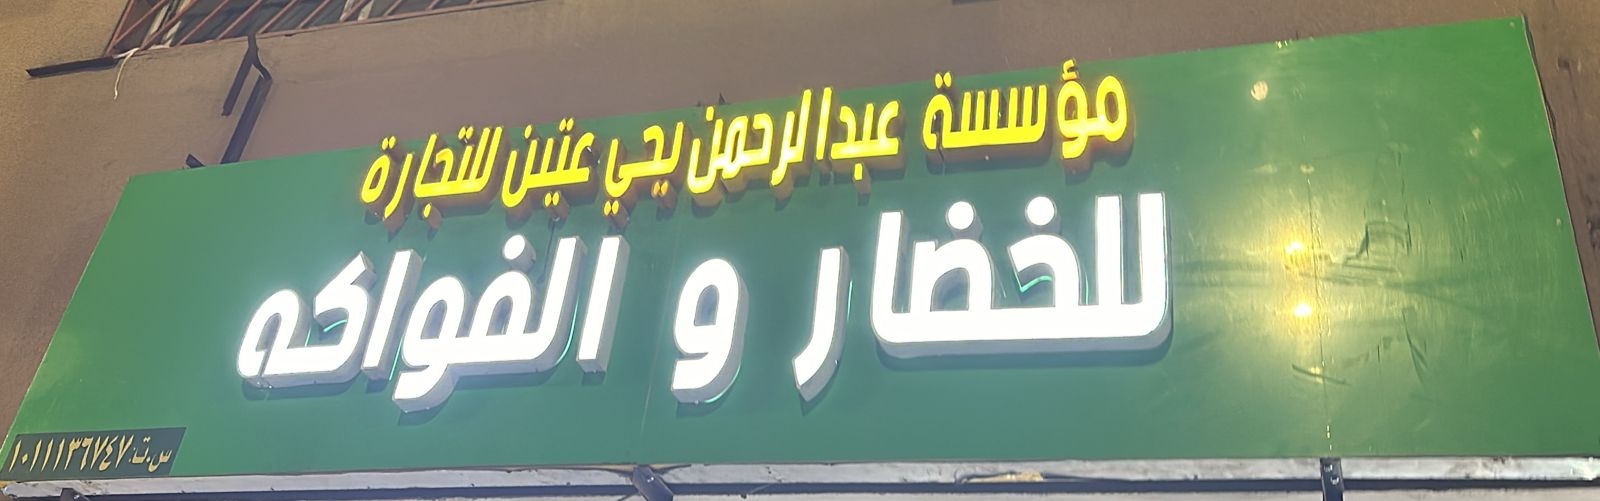 مؤسسة عبدالرحمن يحي عتين للتجارة
للخضار و الفواكه
س.ت: ١٠١١١٣٦٧٤٧